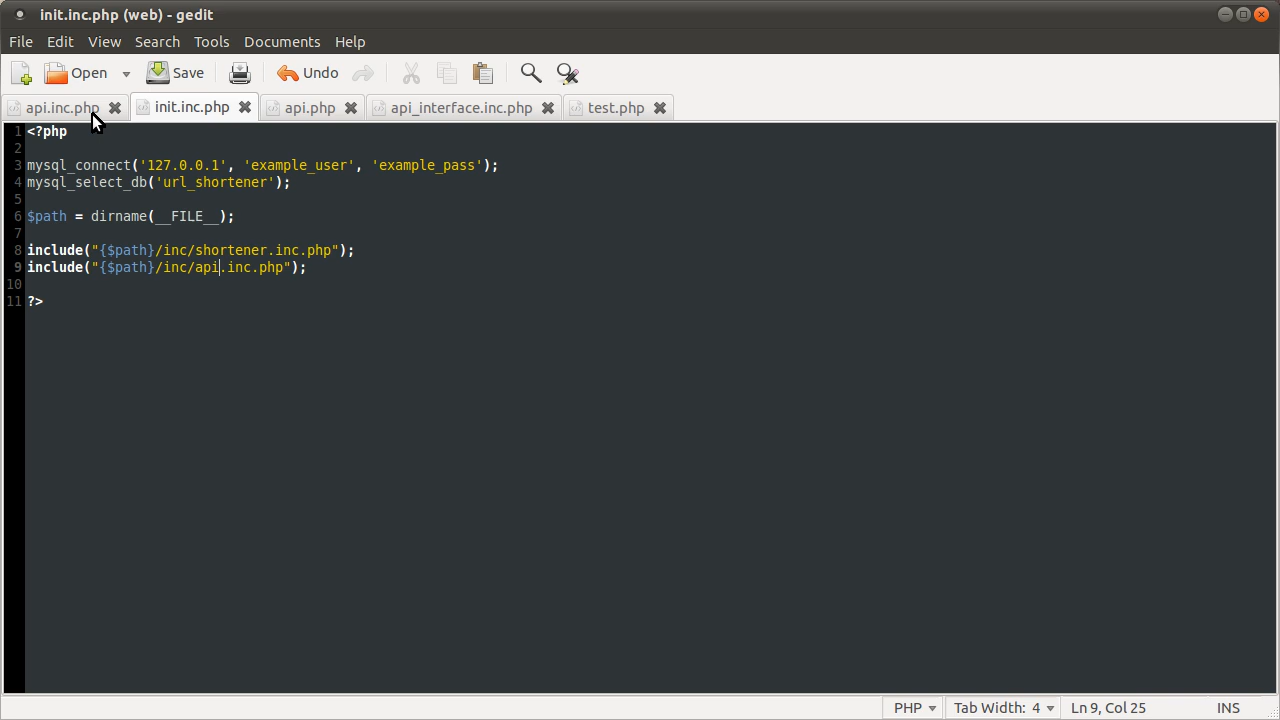 init.inc.php (web) - gedit
File Edit View Search Tools Documents Help
Open Save Undo
api.inc.php init.inc.php api.php api_interface.inc.php test.php
1 <?php
2
3 mysql_connect('127.0.0.1', 'example_user', 'example_pass');
4 mysql_select_db('url_shortener');
5
6 $path = dirname(__FILE__);
7
8 include("{$path}/inc/shortener.inc.php");
9 include("{$path}/inc/api.inc.php");
10
11 ?>
PHP Tab Width: 4 Ln 9, Col 25 INS